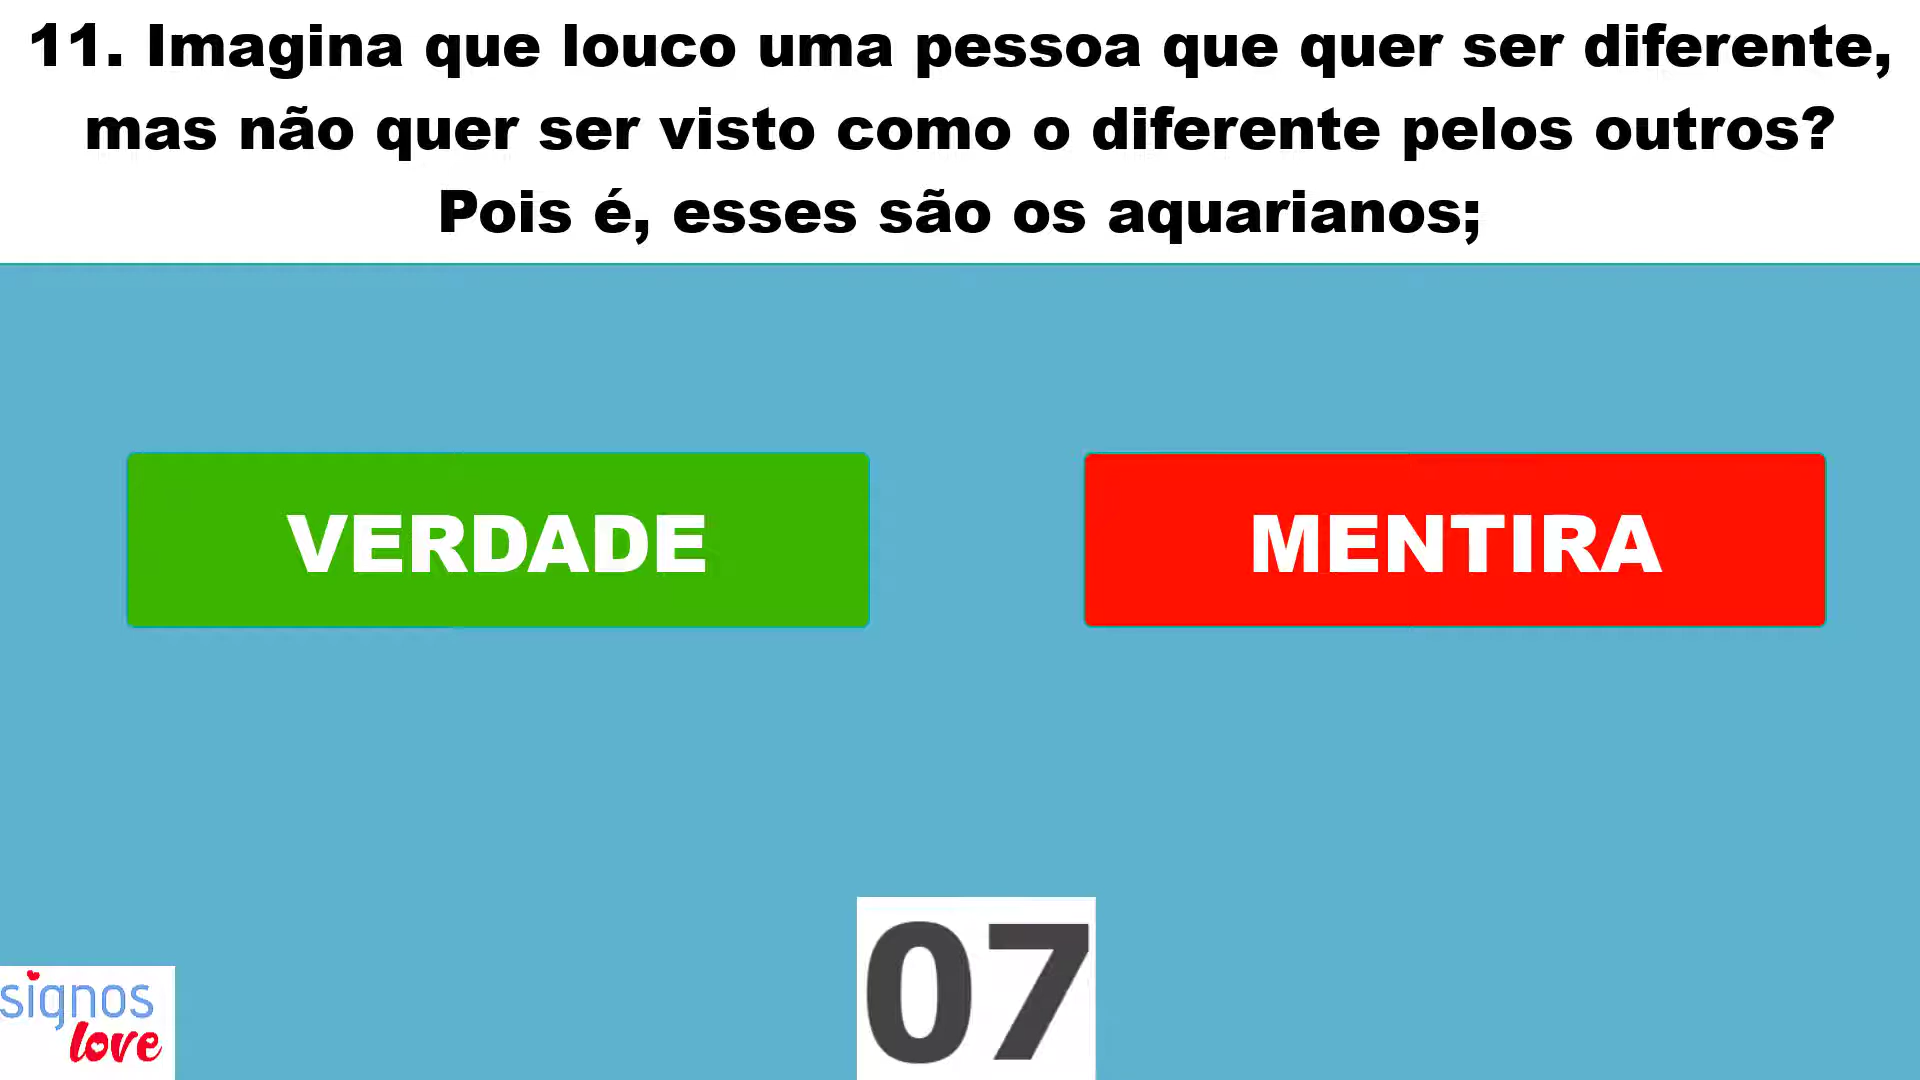 11. Imagina que louco uma pessoa que quer ser diferente,
mas não quer ser visto como o diferente pelos outros?
Pois é, esses são os aquarianos;
VERDADE
MENTIRA
07
signos
love